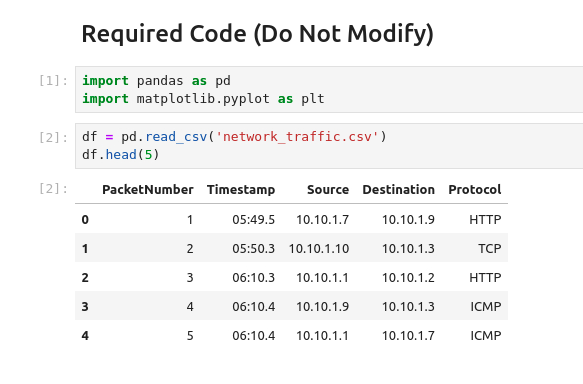 Required Code (Do Not Modify)
[1]: import pandas as pd
import matplotlib.pyplot as plt
[2]: df = pd.read_csv('network_traffic.csv')
df.head(5)
[2]: PacketNumber Timestamp Source Destination Protocol
0 1 05:49.5 10.10.1.7 10.10.1.9 HTTP
1 2 05:50.3 10.10.1.10 10.10.1.3 TCP
2 3 06:10.3 10.10.1.1 10.10.1.2 HTTP
3 4 06:10.4 10.10.1.9 10.10.1.3 ICMP
4 5 06:10.4 10.10.1.1 10.10.1.7 ICMP